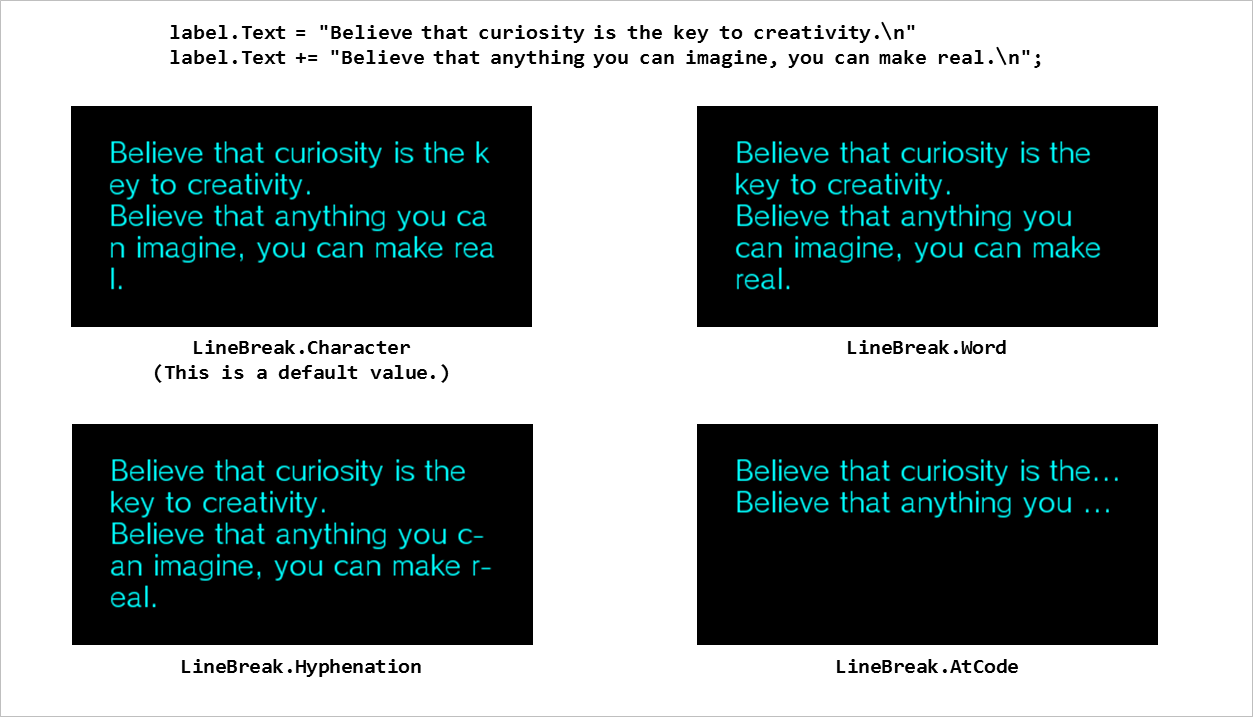 label.Text = "Believe that curiosity is the key to creativity.\n"
label.Text += "Believe that anything you can imagine, you can make real.\n";
Believe that curiosity is the k
ey to creativity.
Believe that anything you ca
n imagine, you can make rea
l.
LineBreak.Character
(This is a default value.)
Believe that curiosity is the
key to creativity.
Believe that anything you
can imagine, you can make
real.
LineBreak.Word
Believe that curiosity is the
key to creativity.
Believe that anything you c-
an imagine, you can make r-
eal.
LineBreak.Hyphenation
Believe that curiosity is the...
Believe that anything you ...
LineBreak.AtCode